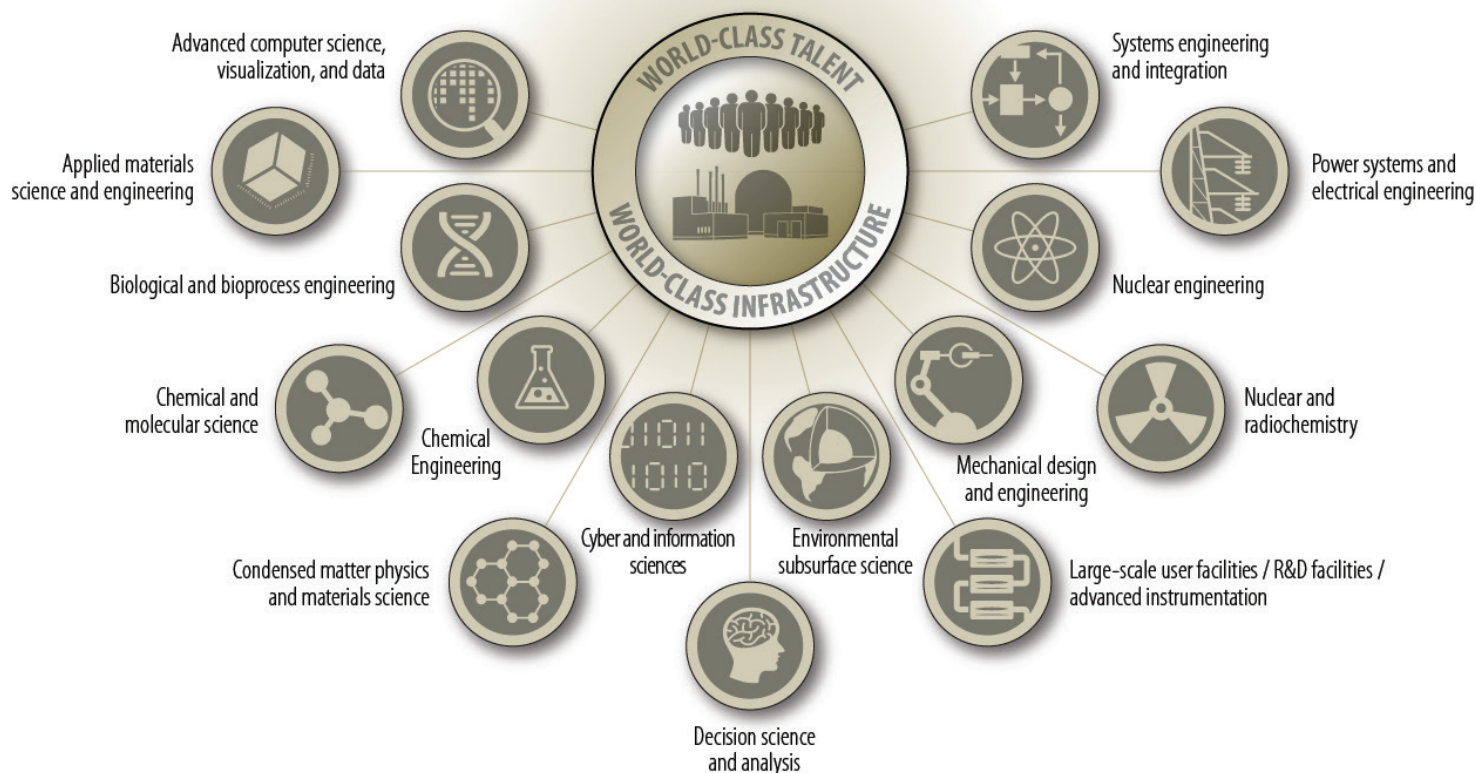 WORLD-CLASS TALENT
WORLD-CLASS INFRASTRUCTURE
Advanced computer science,
visualization, and data
Systems engineering
and integration
Applied materials
science and engineering
Power systems and
electrical engineering
Biological and bioprocess engineering
Nuclear engineering
Chemical and
molecular science
Chemical
Engineering
11011
1010
Cyber and information
sciences
Environmental
subsurface science
Mechanical design
and engineering
Nuclear and
radiochemistry
Condensed matter physics
and materials science
Large-scale user facilities / R&D facilities /
advanced instrumentation
Decision science
and analysis